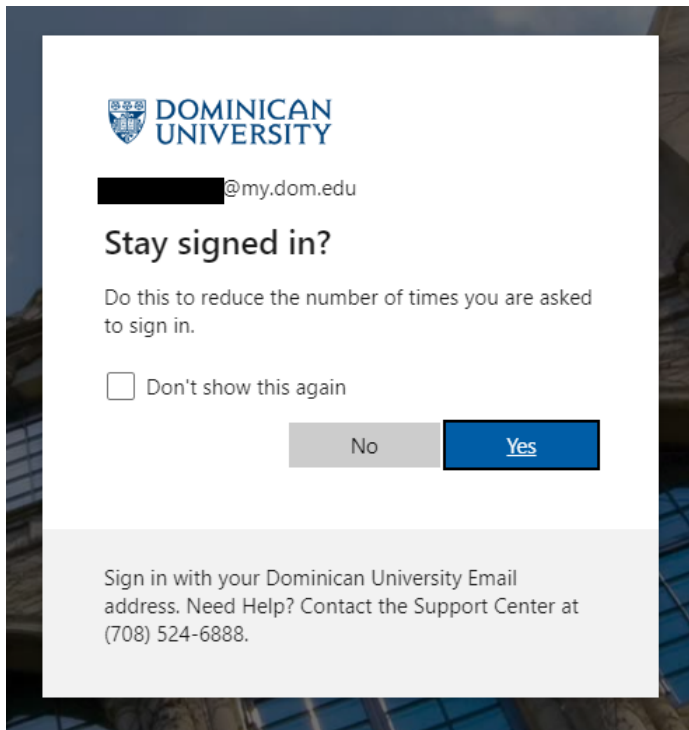 DOMINICAN
UNIVERSITY
@my.dom.edu
Stay signed in?
Do this to reduce the number of times you are asked
to sign in.
Don't show this again
No
Yes
Sign in with your Dominican University Email
address. Need Help? Contact the Support Center at
(708) 524-6888.